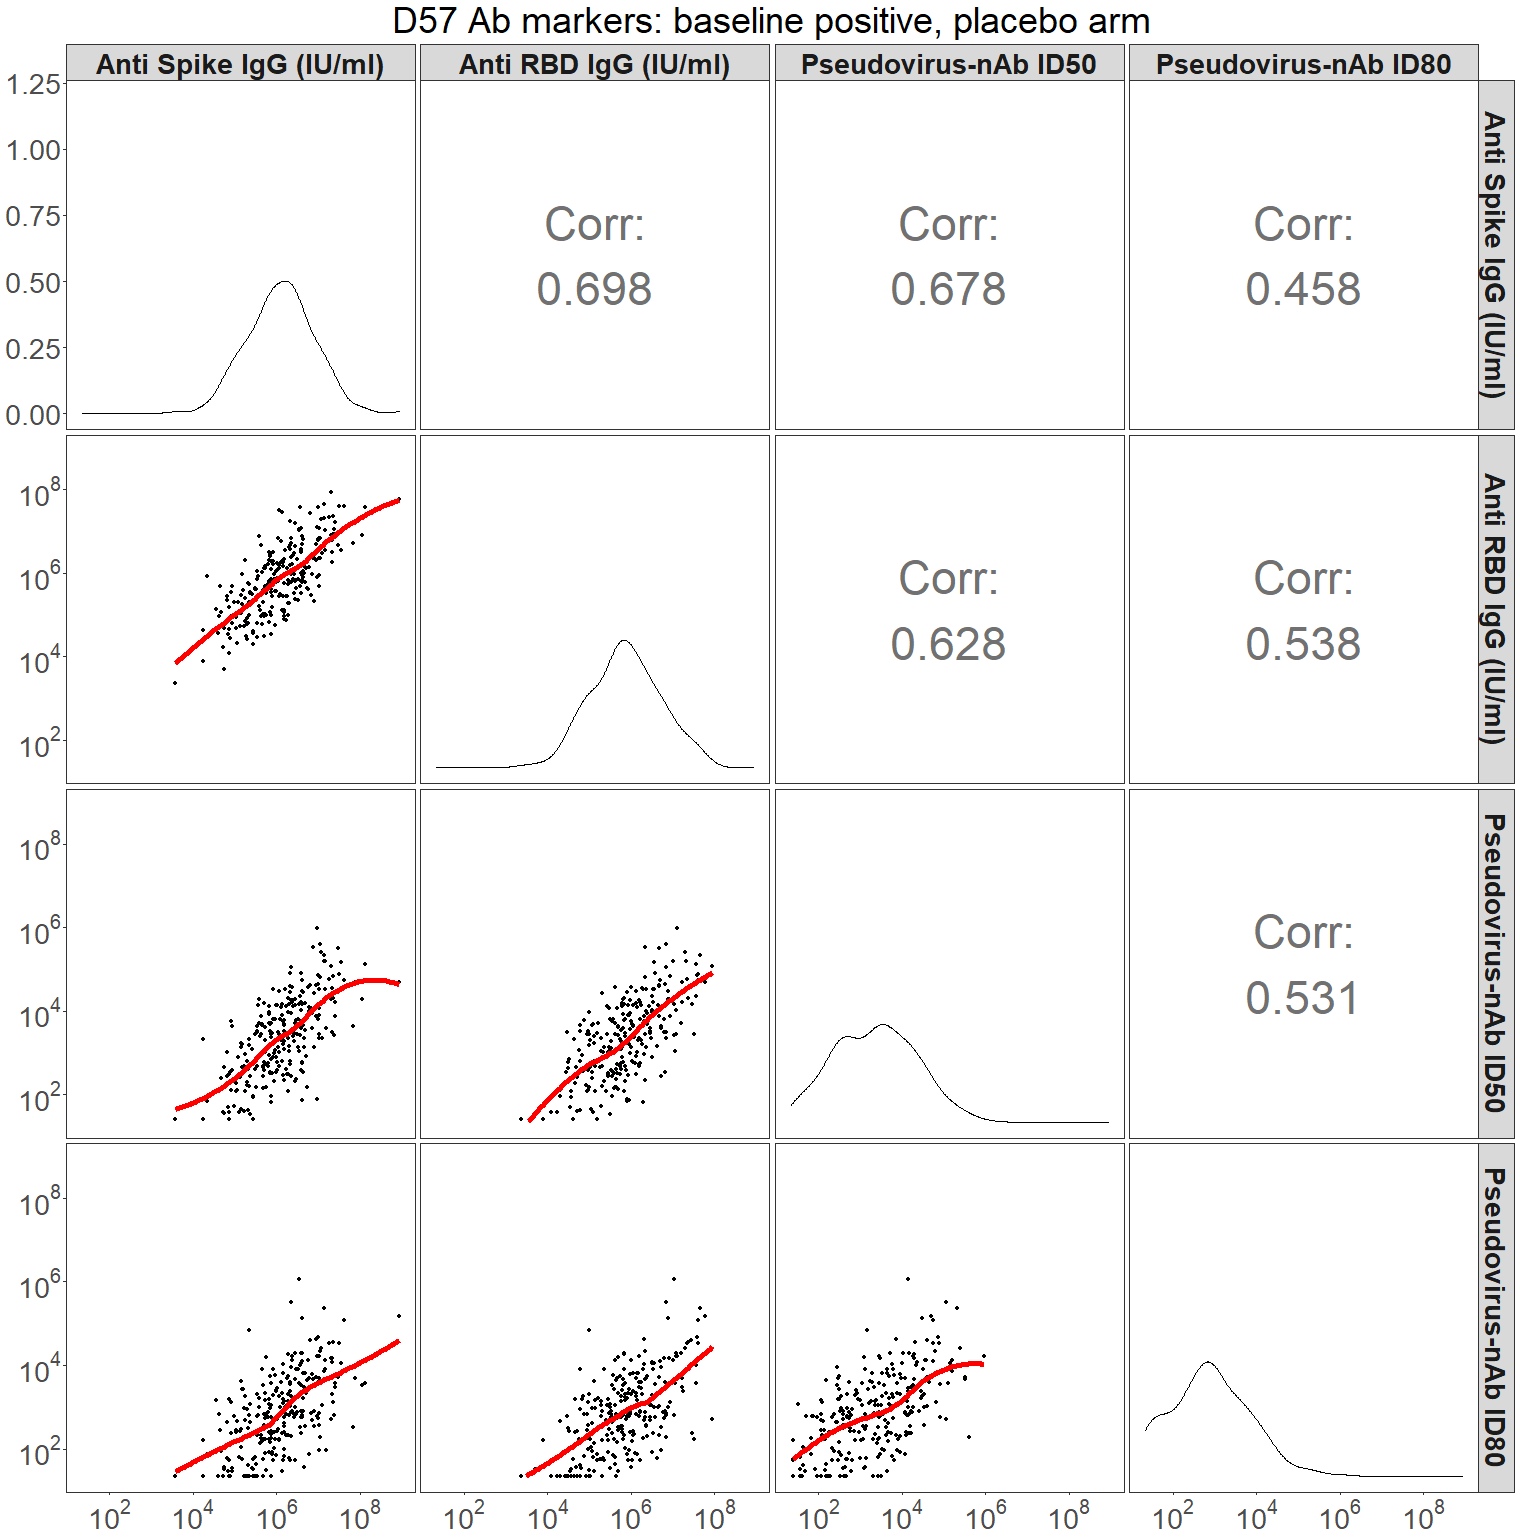 D57 Ab markers: baseline positive, placebo arm
Anti Spike IgG (IU/ml) Anti RBD IgG (IU/ml) Pseudovirus-nAb ID50 Pseudovirus-nAb ID80
1.25
1.00
0.75
0.50
0.25
0.00
Corr:
0.698
Corr:
0.678
Corr:
0.458
Anti Spike IgG (IU/ml)
10^8
10^6
10^4
10^2
Corr:
0.628
Corr:
0.538
Anti RBD IgG (IU/ml)
10^8
10^6
10^4
10^2
Corr:
0.531
Pseudovirus-nAb ID50
10^8
10^6
10^4
10^2
Pseudovirus-nAb ID80
10^2 10^4 10^6 10^8 10^2 10^4 10^6 10^8 10^2 10^4 10^6 10^8 10^2 10^4 10^6 10^8